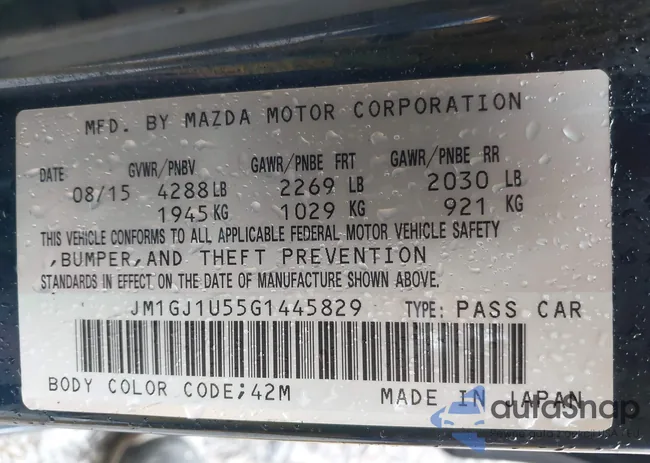 MFD. BY MAZDA MOTOR CORPORATION
DATE GVWR/PNBV GAWR/PNBE FRT GAWR/PNBE RR
08/15 4288 LB 2269 LB 2030 LB
1945 KG 1029 KG 921 KG
THIS VEHICLE CONFORMS TO ALL APPLICABLE FEDERAL MOTOR VEHICLE SAFETY
,BUMPER,AND THEFT PREVENTION
STANDARDS IN EFFECT ON THE DATE OF MANUFACTURE SHOWN ABOVE.
JM1GJ1U55G1445829 TYPE: PASS CAR
BODY COLOR CODE;42M MADE IN JAPAN
autoSnap